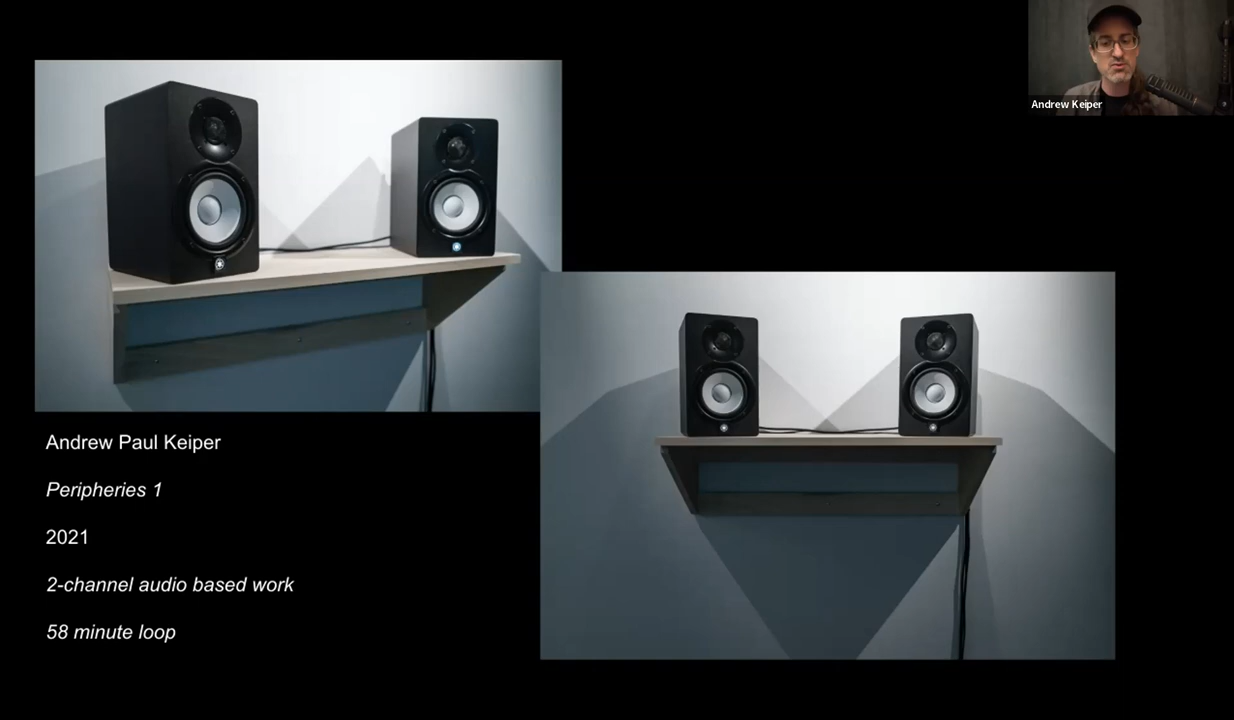 Andrew Keiper
Andrew Paul Keiper
Peripheries 1
2021
2-channel audio based work
58 minute loop